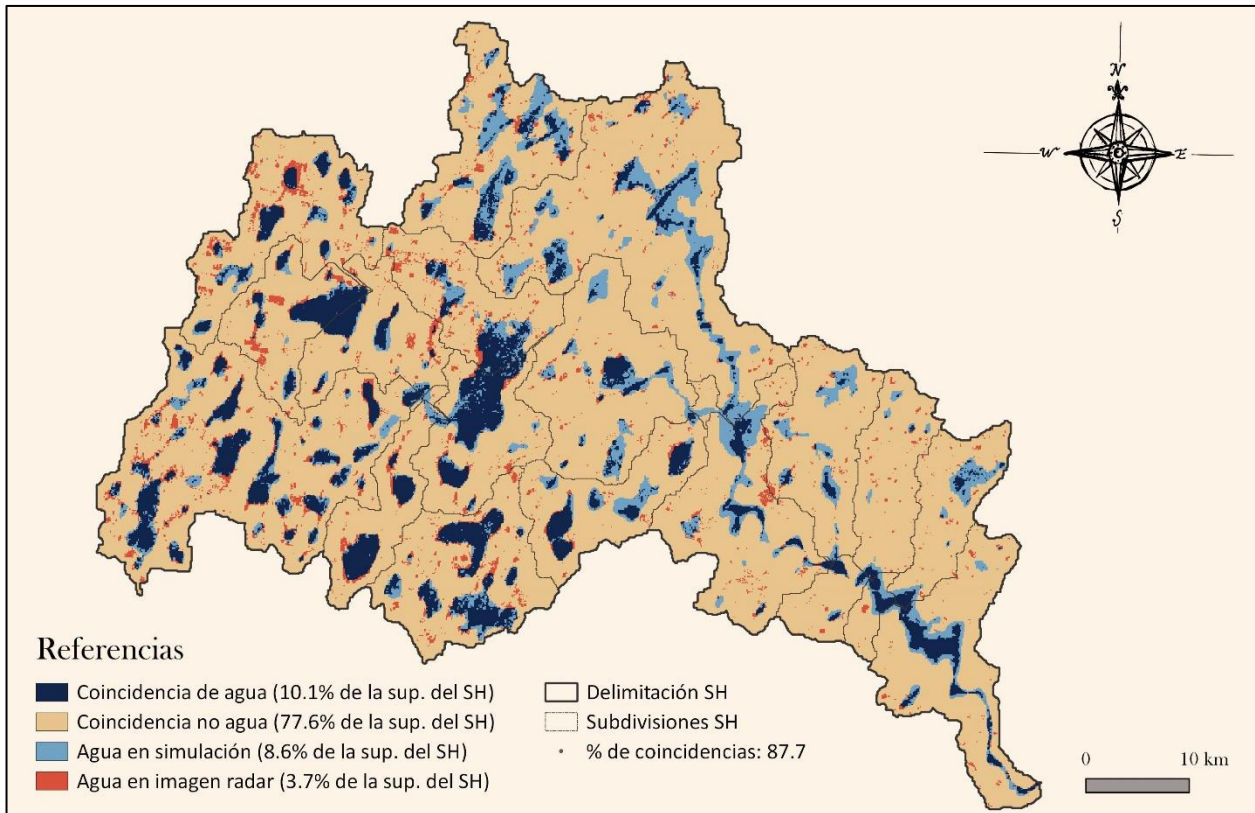 N
W
E
S
Referencias
Coincidencia de agua (10.1% de la sup. del SH)
Coincidencia no agua (77.6% de la sup. del SH)
Agua en simulación (8.6% de la sup. del SH)
Agua en imagen radar (3.7% de la sup. del SH)
Delimitación SH
Subdivisiones SH
% de coincidencias: 87.7
0 10 km